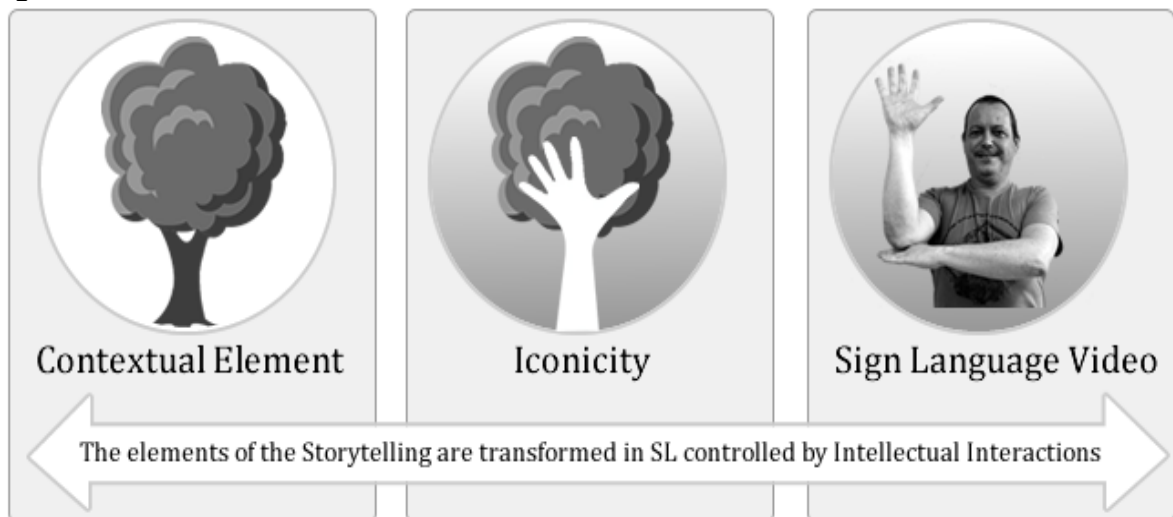 Contextual Element
Iconicity
Sign Language Video
The elements of the Storytelling are transformed in SL controlled by Intellectual Interactions